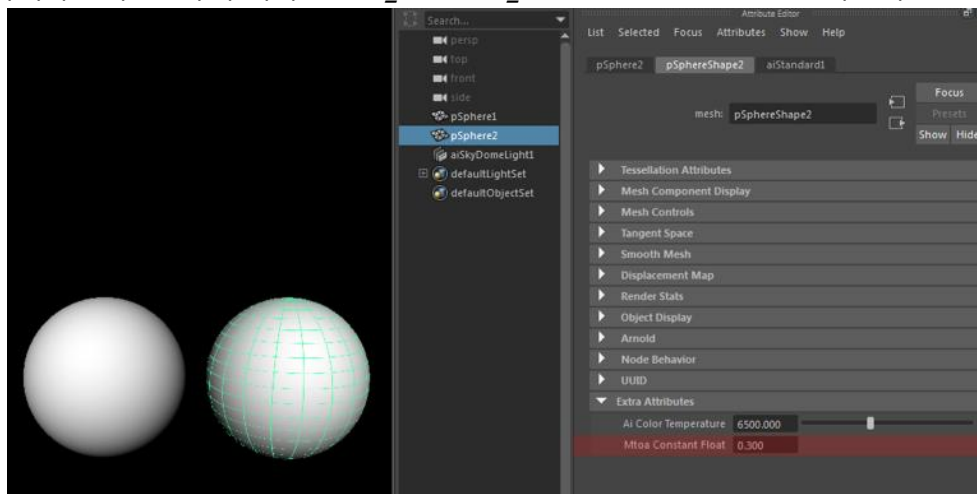 Search...
persp
top
front
side
pSphere1
pSphere2
aiSkyDomeLight1
defaultLightSet
defaultObjectSet
Attribute Editor
List Selected Focus Attributes Show Help
pSphere2 pSphereShape2 aiStandard1
mesh: pSphereShape2
Focus
Presets
Show Hide
Tessellation Attributes
Mesh Component Display
Mesh Controls
Tangent Space
Smooth Mesh
Displacement Map
Render Stats
Object Display
Arnold
Node Behavior
UUID
Extra Attributes
Ai Color Temperature 6500.000
Mtoa Constant Float 0.300